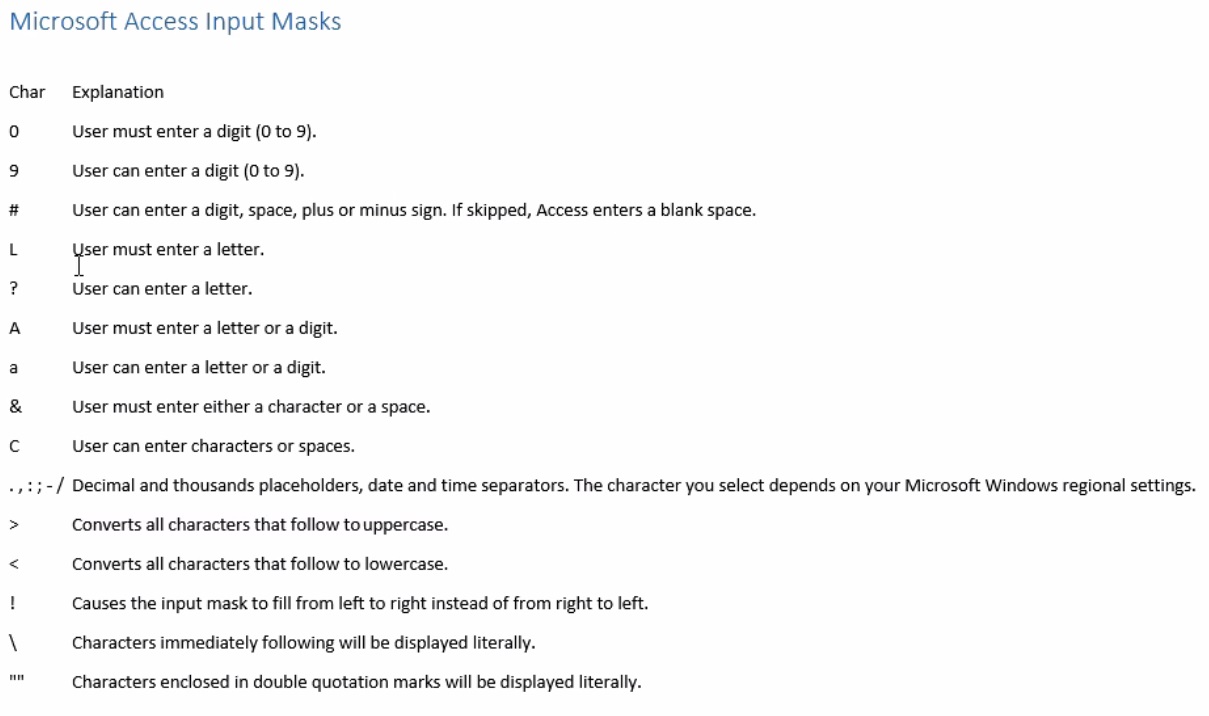 Microsoft Access Input Masks
Char Explanation
0 User must enter a digit (0 to 9).
9 User can enter a digit (0 to 9).
# User can enter a digit, space, plus or minus sign. If skipped, Access enters a blank space.
L User must enter a letter.
? User can enter a letter.
A User must enter a letter or a digit.
a User can enter a letter or a digit.
& User must enter either a character or a space.
C User can enter characters or spaces.
. , : ; - / Decimal and thousands placeholders, date and time separators. The character you select depends on your Microsoft Windows regional settings.
> Converts all characters that follow to uppercase.
< Converts all characters that follow to lowercase.
! Causes the input mask to fill from left to right instead of from right to left.
\ Characters immediately following will be displayed literally.
"" Characters enclosed in double quotation marks will be displayed literally.